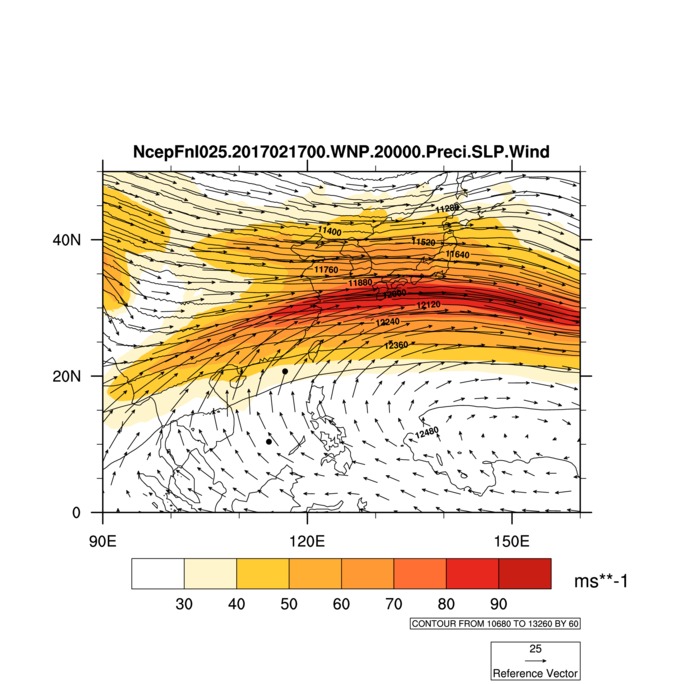 NcepFnl025.2017021700.WNP.20000.Preci.SLP.Wind
11280
11400
11520
11640
11760
11880
12000
12120
12240
12360
12480
40N
20N
0
90E 120E 150E
30 40 50 60 70 80 90
ms**-1
CONTOUR FROM 10680 TO 13260 BY 60
25
Reference Vector